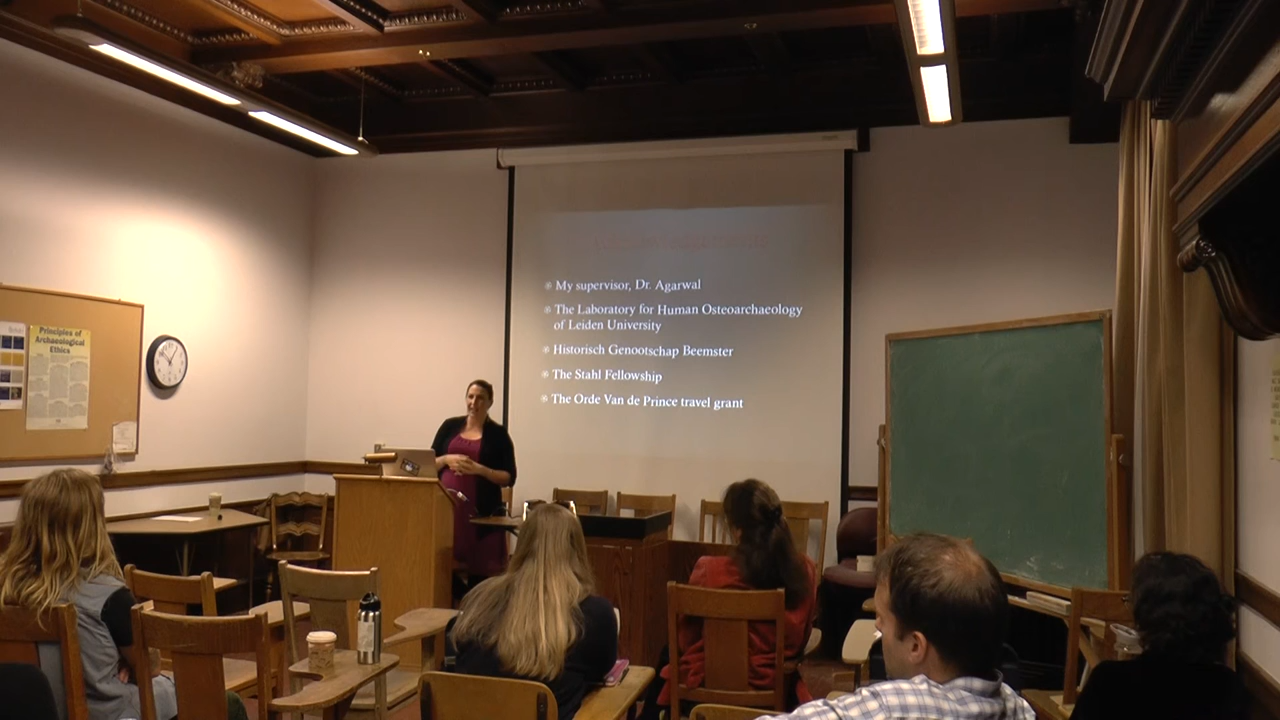 Principles of
Archaeological
Ethics
My supervisor, Dr. Agarwal
The Laboratory for Human Osteoarchaeology
of Leiden University
Historisch Genootschap Beemster
The Stahl Fellowship
The Orde Van de Prince travel grant